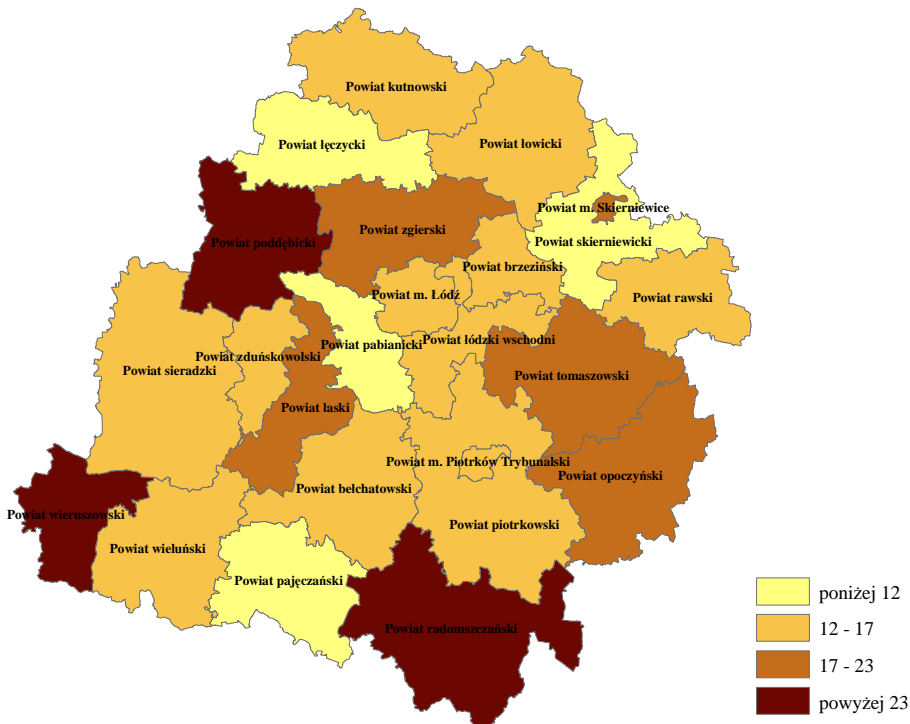 Powiat kutnowski
Powiat łęczycki
Powiat łowicki
Powiat m. Skierniewice
Powiat zgierski
Powiat poddębicki
Powiat skierniewicki
Powiat brzeziński
Powiat m. Łódź
Powiat rawski
Powiat łódzki wschodni
Powiat pabianicki
Powiat zduńskowolski
Powiat sieradzki
Powiat tomaszowski
Powiat łaski
Powiat m. Piotrków Trybunalski
Powiat opoczyński
Powiat bełchatowski
Powiat wieruszowski
Powiat piotrkowski
Powiat wieluński
Powiat pajęczański
Powiat radomszczański
poniżej 12
12 - 17
17 - 23
powyżej 23